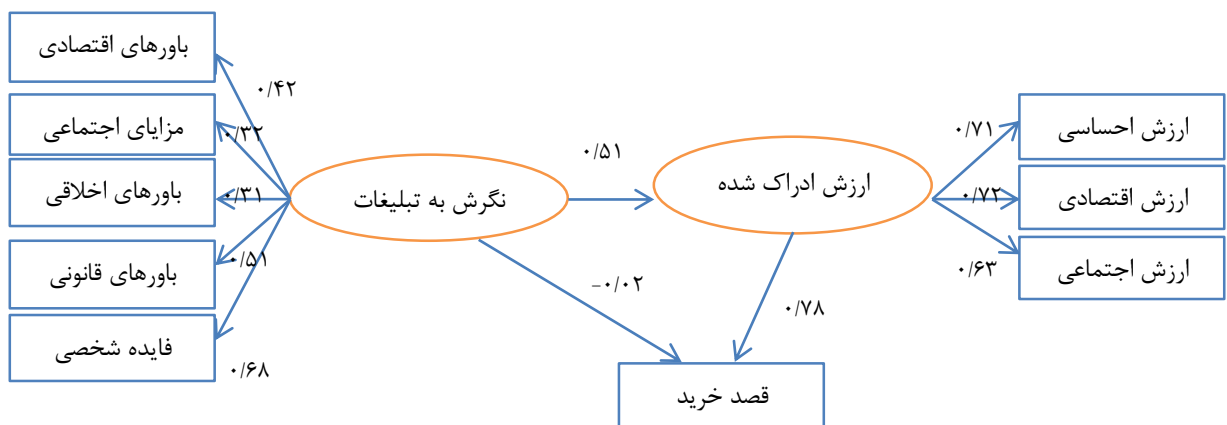 باورهای اقتصادی
مزایای اجتماعی
باورهای اخلاقی
باورهای قانونی
فایده شخصی
۰/۴۲
۰/۳۲
۰/۳۱
۰/۵۱
۰/۶۸
نگرش به تبلیغات
۰/۵۱
ارزش ادراک شده
-۰/۰۲
۰/۷۸
قصد خرید
۰/۷۱
۰/۷۲
۰/۶۳
ارزش احساسی
ارزش اقتصادی
ارزش اجتماعی